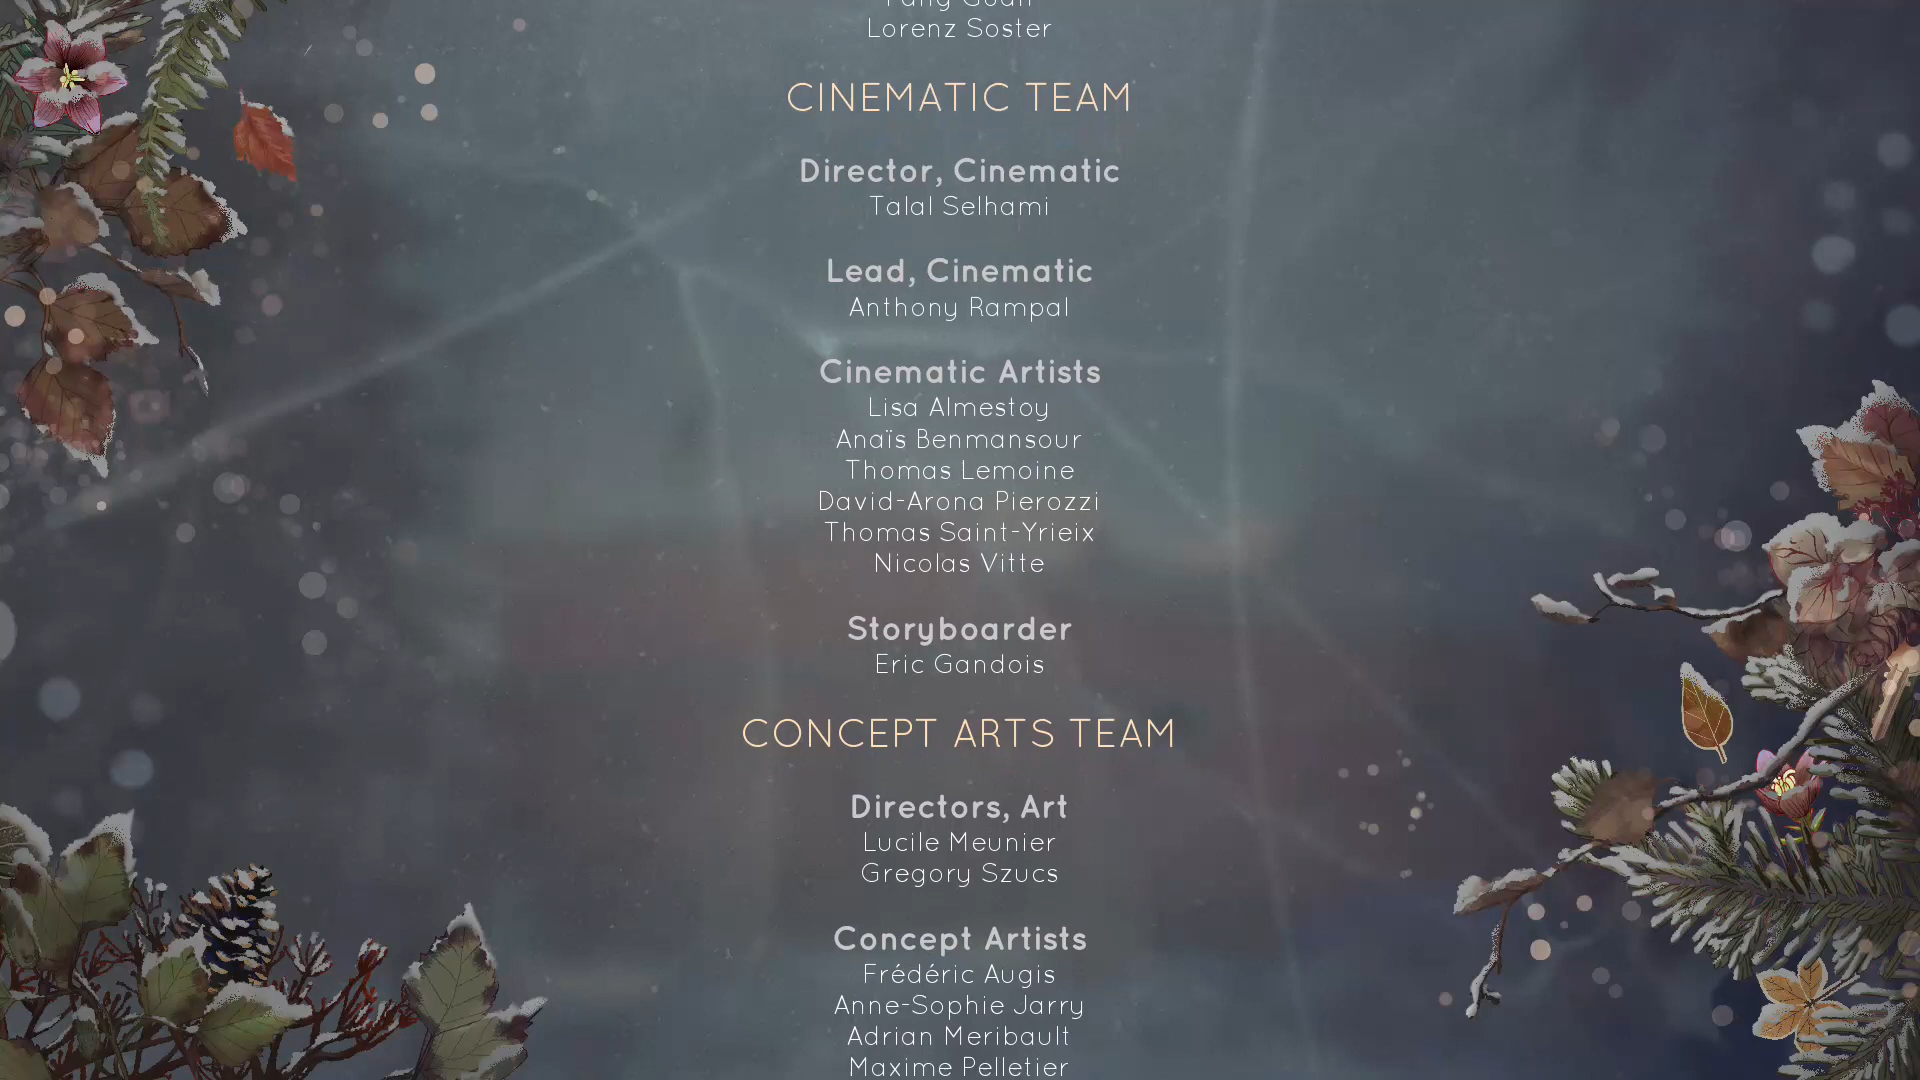 Lorenz Soster
CINEMATIC TEAM
Director, Cinematic
Talal Selhami
Lead, Cinematic
Anthony Rampal
Cinematic Artists
Lisa Almestoy
Anaïs Benmansour
Thomas Lemoine
David-Arona Pierozzi
Thomas Saint-Yrieix
Nicolas Vitte
Storyboarder
Eric Gandois
CONCEPT ARTS TEAM
Directors, Art
Lucile Meunier
Gregory Szucs
Concept Artists
Frédéric Augis
Anne-Sophie Jarry
Adrian Meribault
Maxime Pelletier